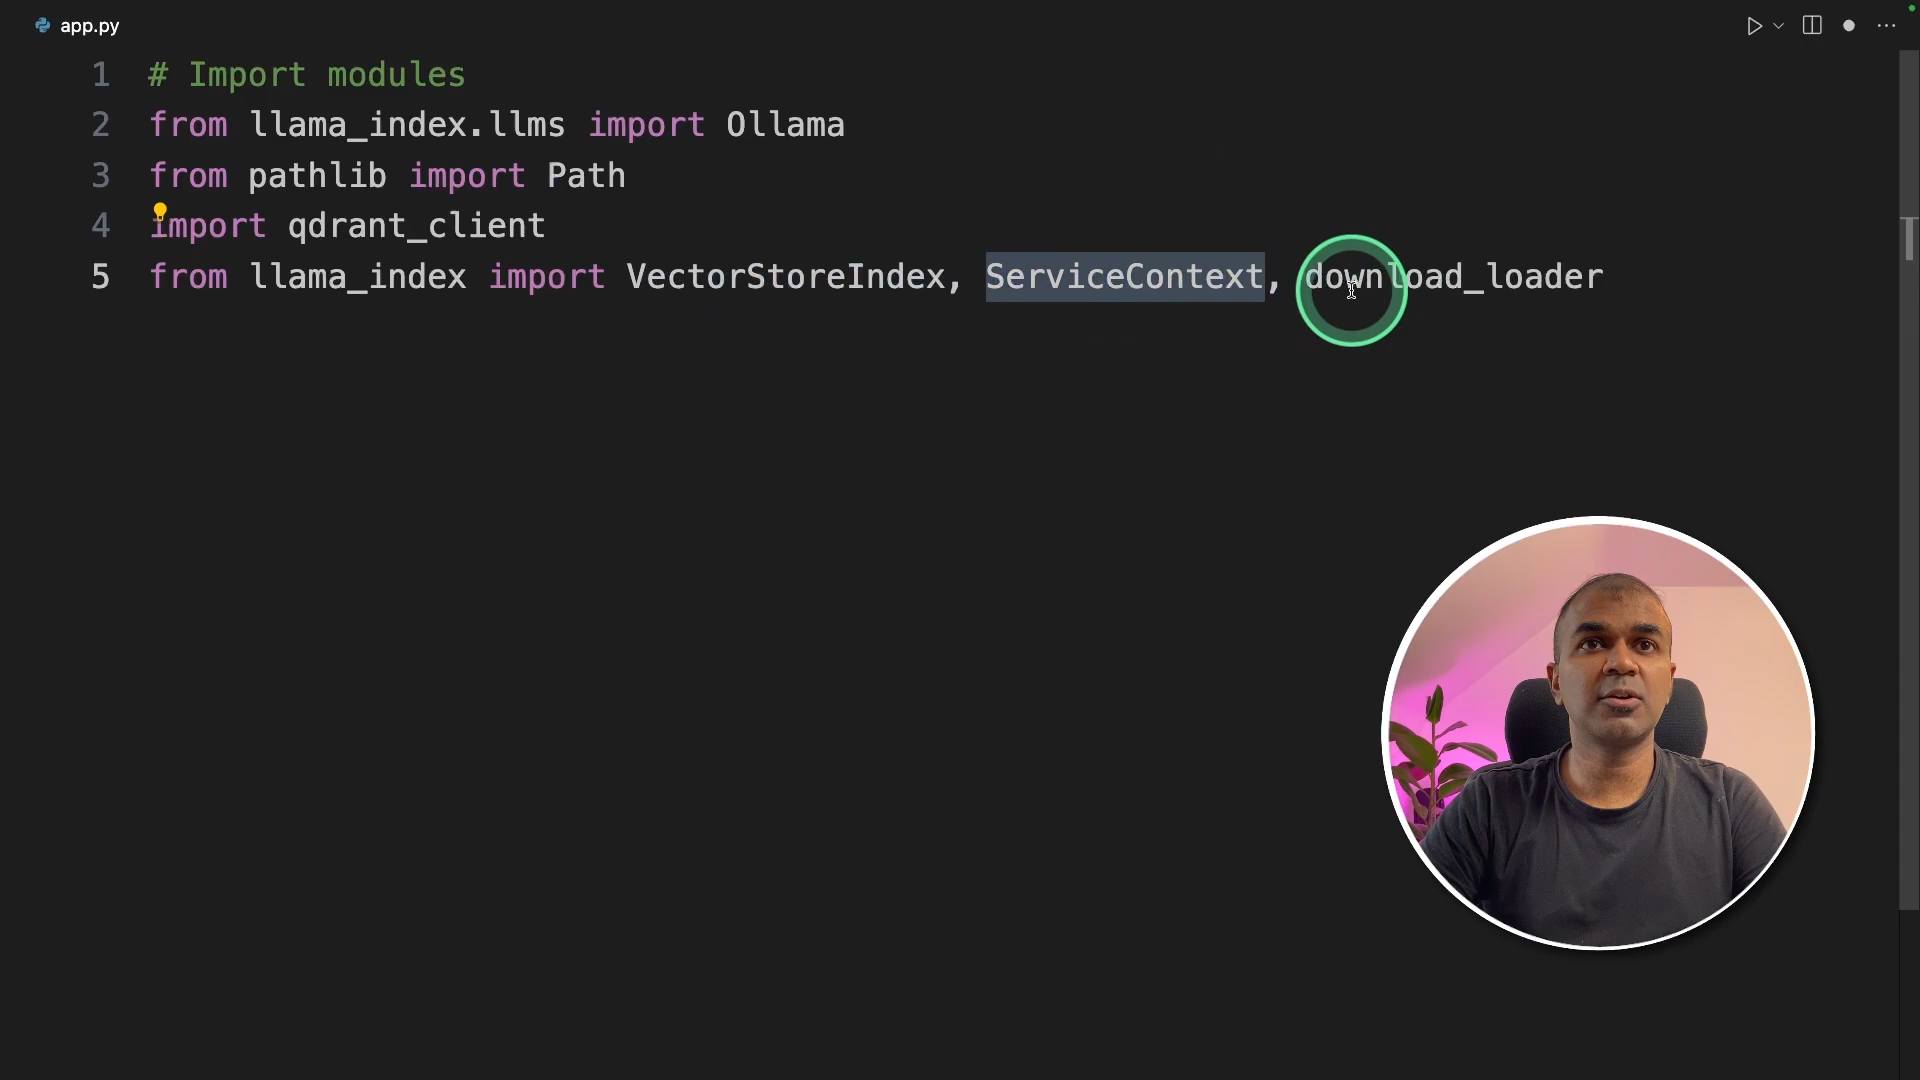 app.py
1 # Import modules
2 from llama_index.llms import Ollama
3 from pathlib import Path
4 import qdrant_client
5 from llama_index import VectorStoreIndex, ServiceContext, download_loader